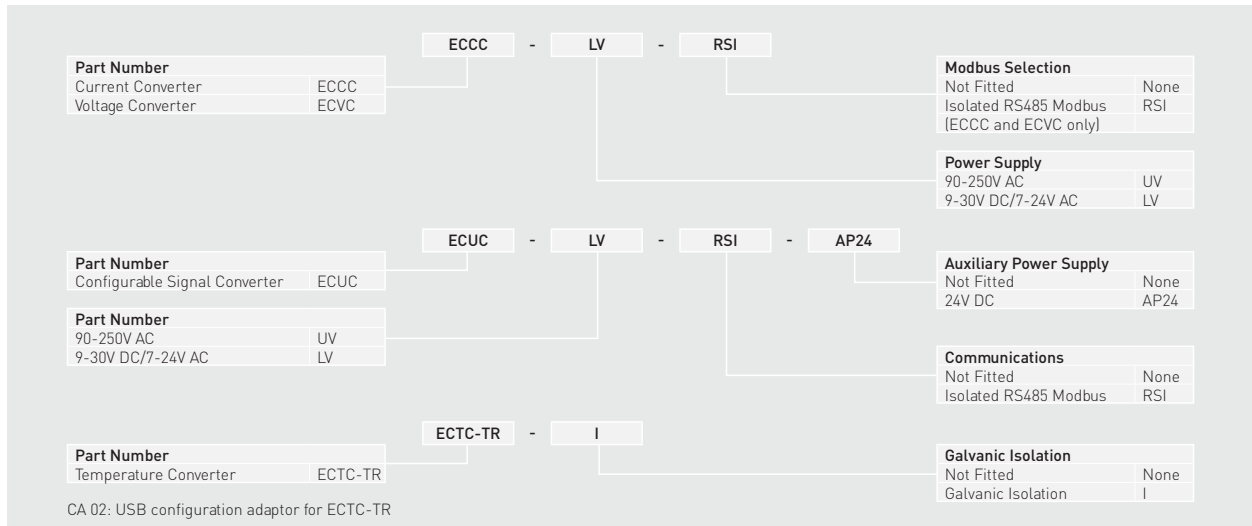 ECCC - LV - RSI
Part Number
Current Converter ECCC
Voltage Converter ECVC
Modbus Selection
Not Fitted None
Isolated RS485 Modbus RSI
(ECCC and ECVC only)
Power Supply
90-250V AC UV
9-30V DC/7-24V AC LV
ECUC - LV - RSI - AP24
Part Number
Configurable Signal Converter ECUC
Part Number
90-250V AC UV
9-30V DC/7-24V AC LV
Auxiliary Power Supply
Not Fitted None
24V DC AP24
Communications
Not Fitted None
Isolated RS485 Modbus RSI
ECTC-TR - I
Part Number
Temperature Converter ECTC-TR
Galvanic Isolation
Not Fitted None
Galvanic Isolation I
CA 02: USB configuration adaptor for ECTC-TR